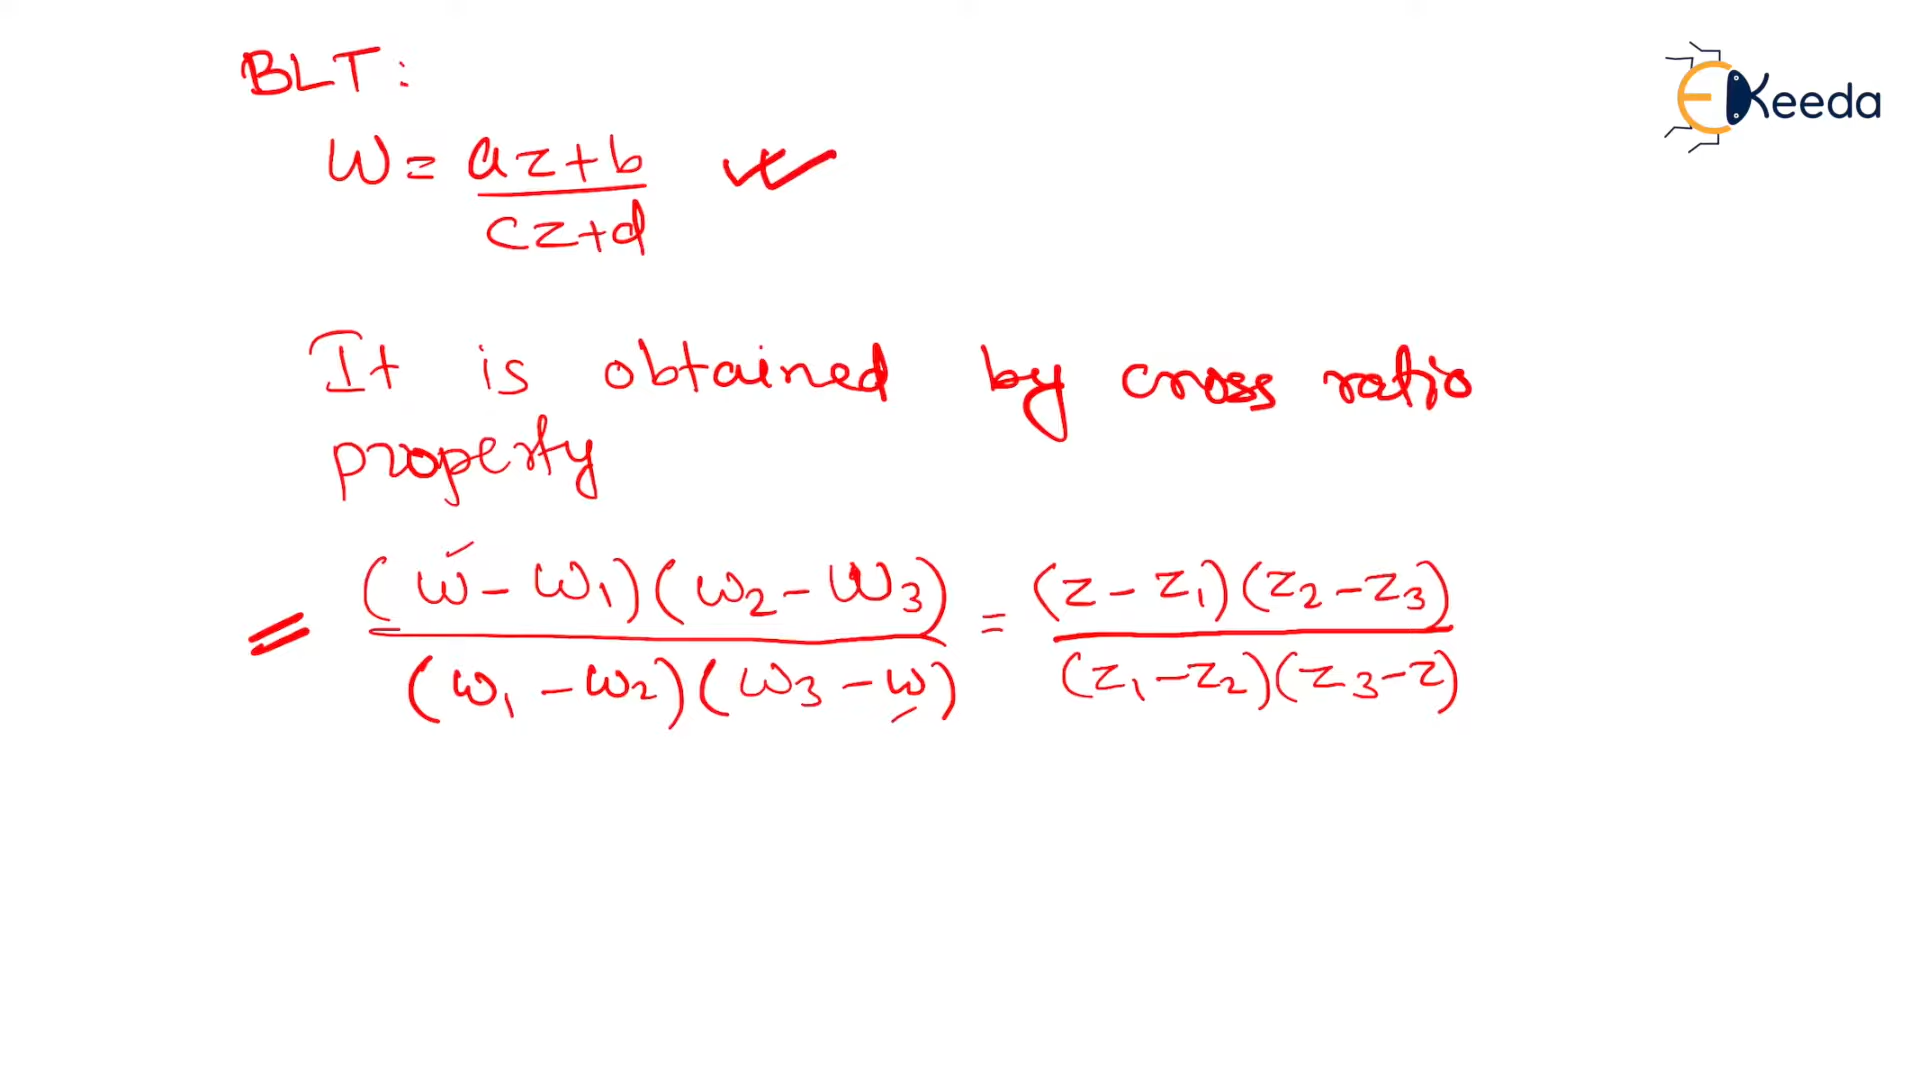 BLT:
EKeeda
W = az+b
cz+d
It is obtained by cross ratio
property
= (w - w1)(w2 - w3) = (z - z1)(z2 - z3)
(w1 - w2)(w3 - w) (z1 - z2)(z3 - z)